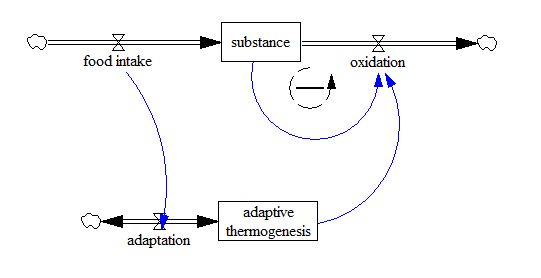 substance
food intake
oxidation
adaptive
thermogenesis
adaptation